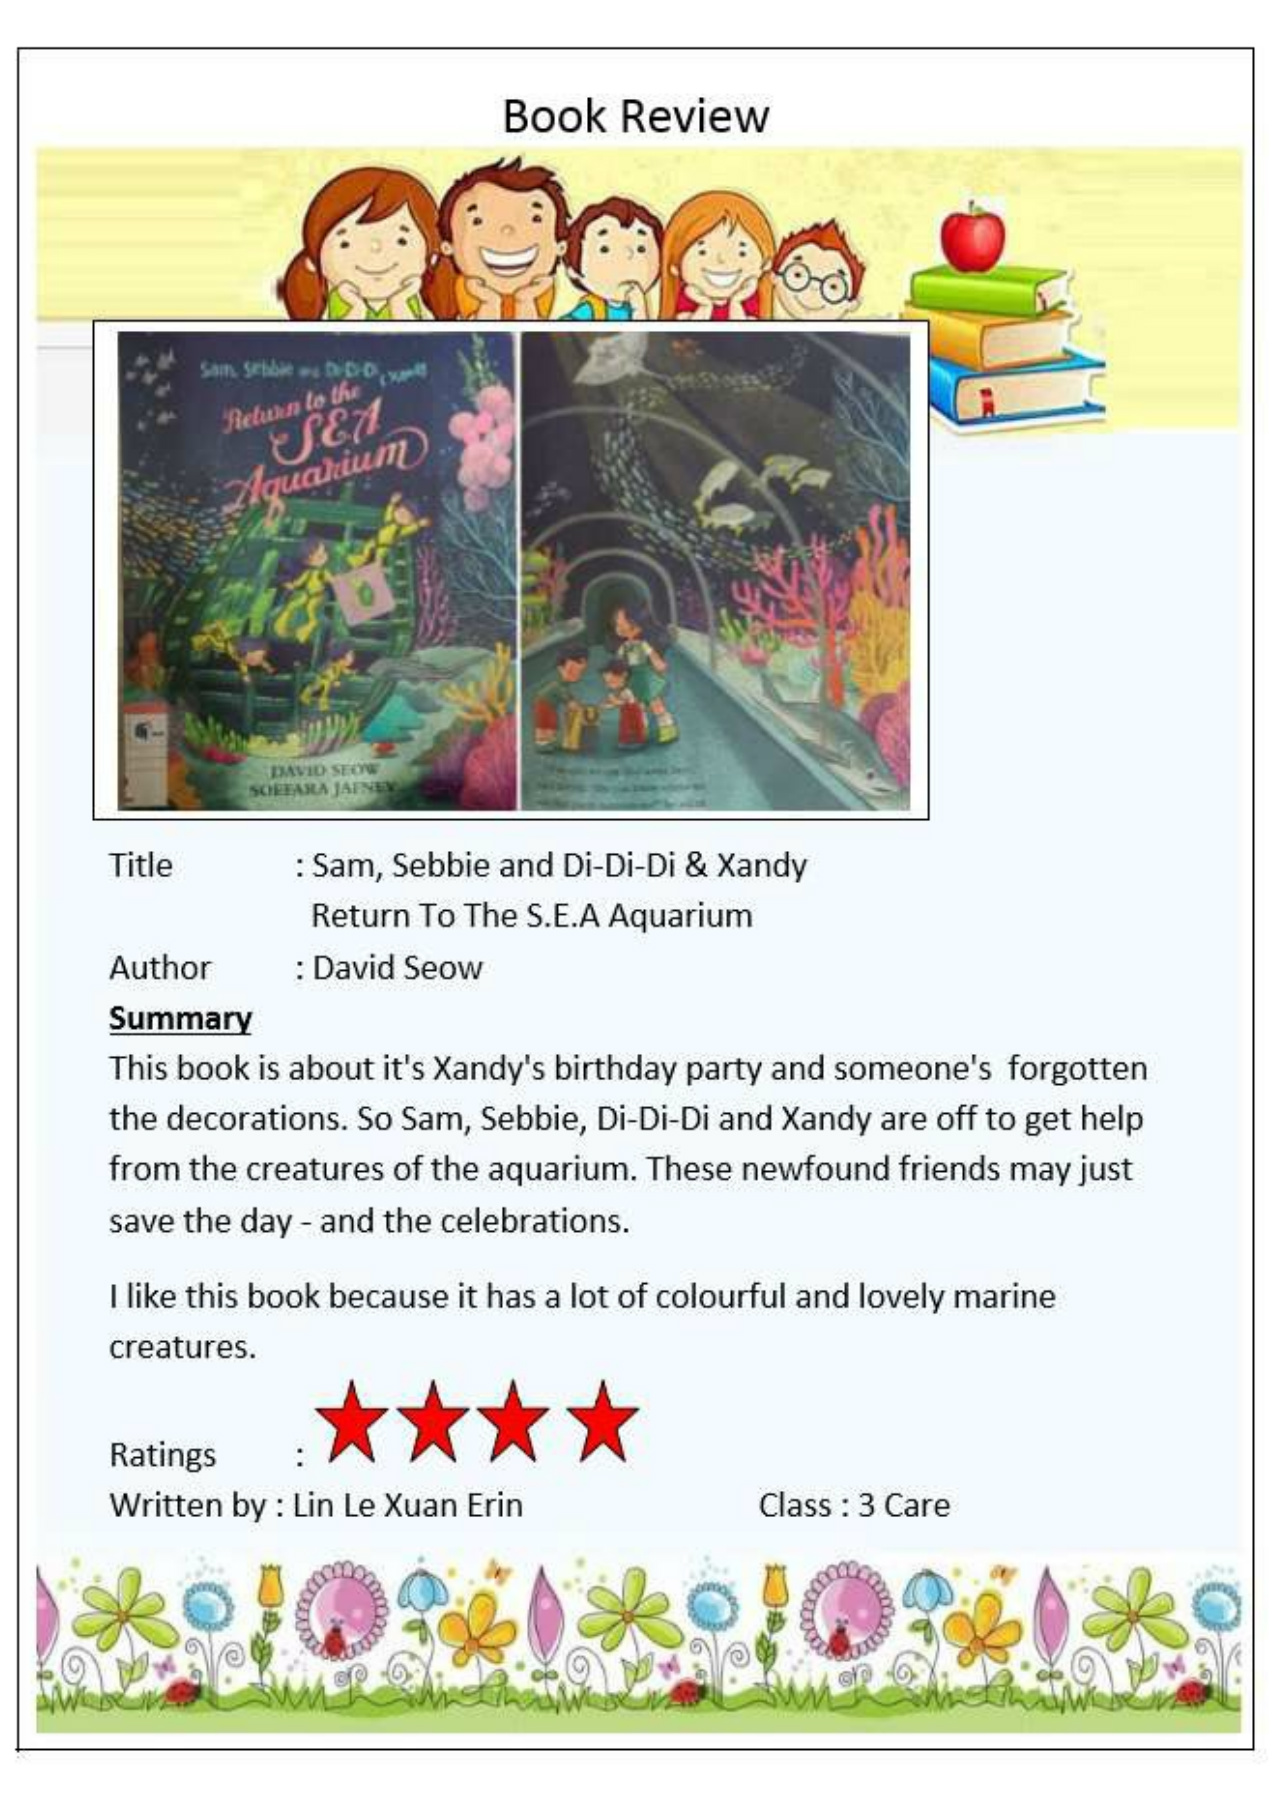 Book Review
Sam, Sebbie and Di-Di-Di & Xandy
Return to the
SEA
Aquarium
DAVID SEOW
SOEFARA JAFNEY
Title : Sam, Sebbie and Di-Di-Di & Xandy
Return To The S.E.A Aquarium
Author : David Seow
Summary
This book is about it's Xandy's birthday party and someone's forgotten
the decorations. So Sam, Sebbie, Di-Di-Di and Xandy are off to get help
from the creatures of the aquarium. These newfound friends may just
save the day - and the celebrations.
I like this book because it has a lot of colourful and lovely marine
creatures.
Ratings :
Written by : Lin Le Xuan Erin Class : 3 Care